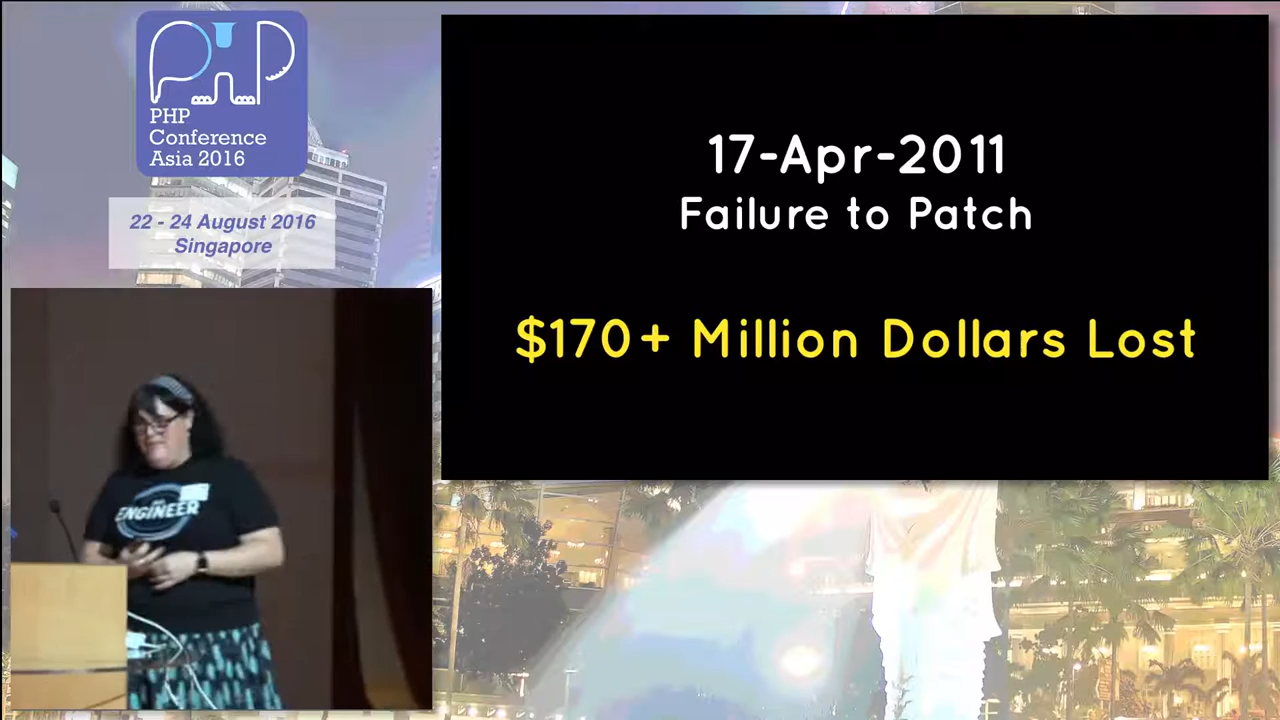 PHP
PHP
Conference
Asia 2016
22 - 24 August 2016
Singapore
17-Apr-2011
Failure to Patch
$170+ Million Dollars Lost
ENGINEER